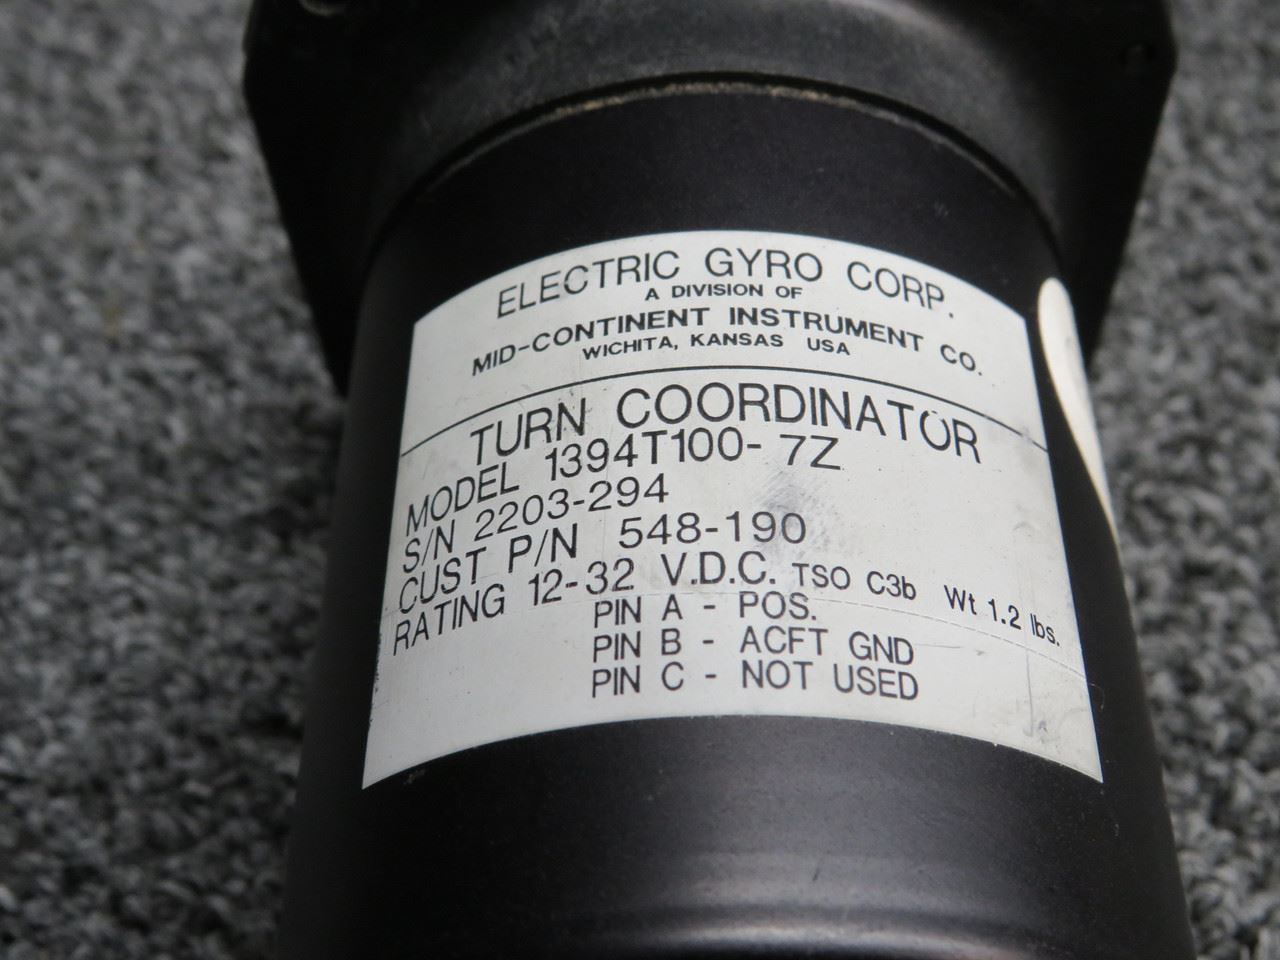 ELECTRIC GYRO CORP.
A DIVISION OF
MID-CONTINENT INSTRUMENT CO.
WICHITA, KANSAS USA
TURN COORDINATOR
MODEL 1394T100-7Z
S/N 2203-294
CUST P/N 548-190
RATING 12-32 V.D.C. TSO C3b Wt 1.2 lbs.
PIN A - POS.
PIN B - ACFT GND
PIN C - NOT USED